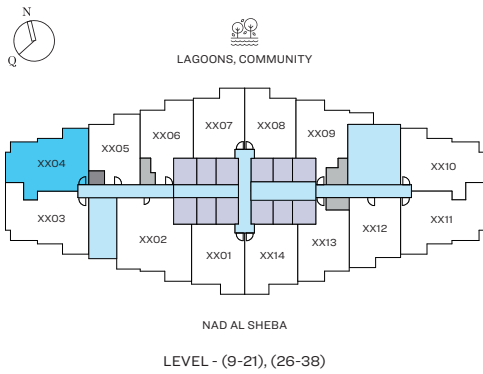 N
Q
LAGOONS, COMMUNITY
XX07 XX08
XX06 XX09
XX05
XX04 XX10
XX03 XX11
XX02 XX12
XX01 XX14 XX13
NAD AL SHEBA
LEVEL - (9-21), (26-38)